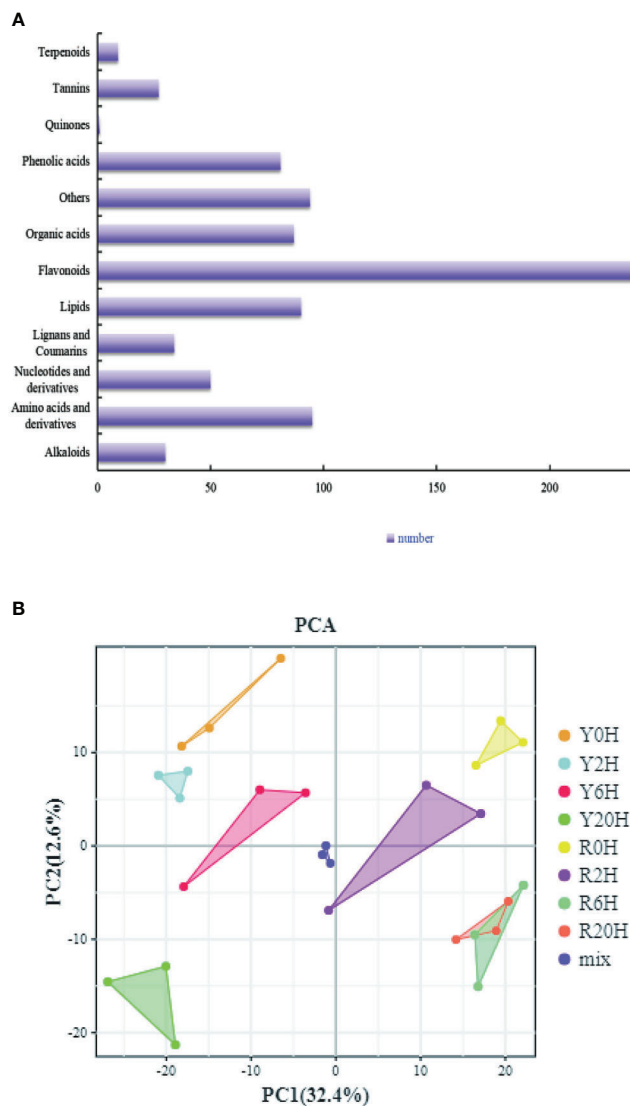 A
Terpenoids
Tannins
Quinones
Phenolic acids
Others
Organic acids
Flavonoids
Lipids
Lignans and
Coumarins
Nucleotides and
derivatives
Amino acids and
derivatives
Alkaloids
0 50 100 150 200
number
B
PCA
10
0
-10
-20
PC2(12.6%)
-20 -10 0 10 20
PC1(32.4%)
Y0H
Y2H
Y6H
Y20H
R0H
R2H
R6H
R20H
mix